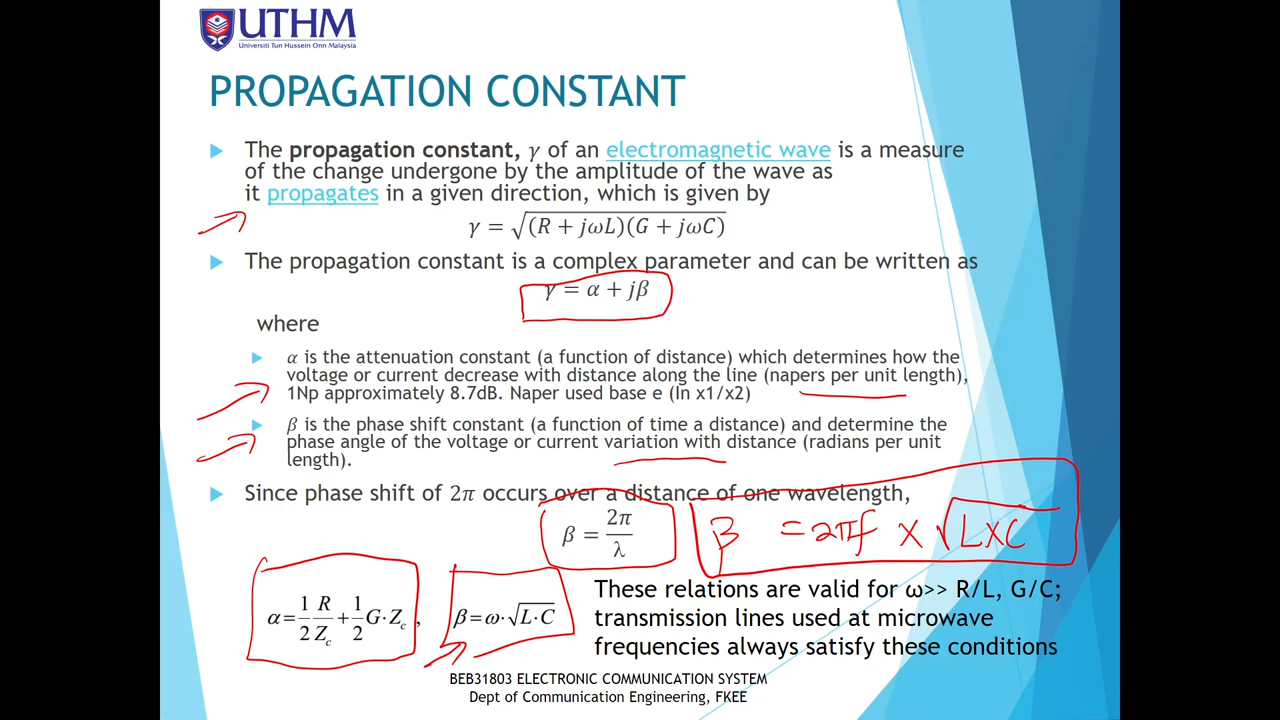 UTHM
Universiti Tun Hussein Onn Malaysia
PROPAGATION CONSTANT
The propagation constant, γ of an electromagnetic wave is a measure
of the change undergone by the amplitude of the wave as
it propagates in a given direction, which is given by
γ = √(R + jωL)(G + jωC)
The propagation constant is a complex parameter and can be written as
γ = α + jβ
where
α is the attenuation constant (a function of distance) which determines how the
voltage or current decrease with distance along the line (napers per unit length),
1Np approximately 8.7dB. Naper used base e (ln x1/x2)
β is the phase shift constant (a function of time a distance) and determine the
phase angle of the voltage or current variation with distance (radians per unit
length).
Since phase shift of 2π occurs over a distance of one wavelength,
β = 2π/λ
β = 2πf × √L×C
α = 1/2 R/Zc + 1/2 G·Zc , β = ω·√L·C
These relations are valid for ω>> R/L, G/C;
transmission lines used at microwave
frequencies always satisfy these conditions
BEB31803 ELECTRONIC COMMUNICATION SYSTEM
Dept of Communication Engineering, FKEE